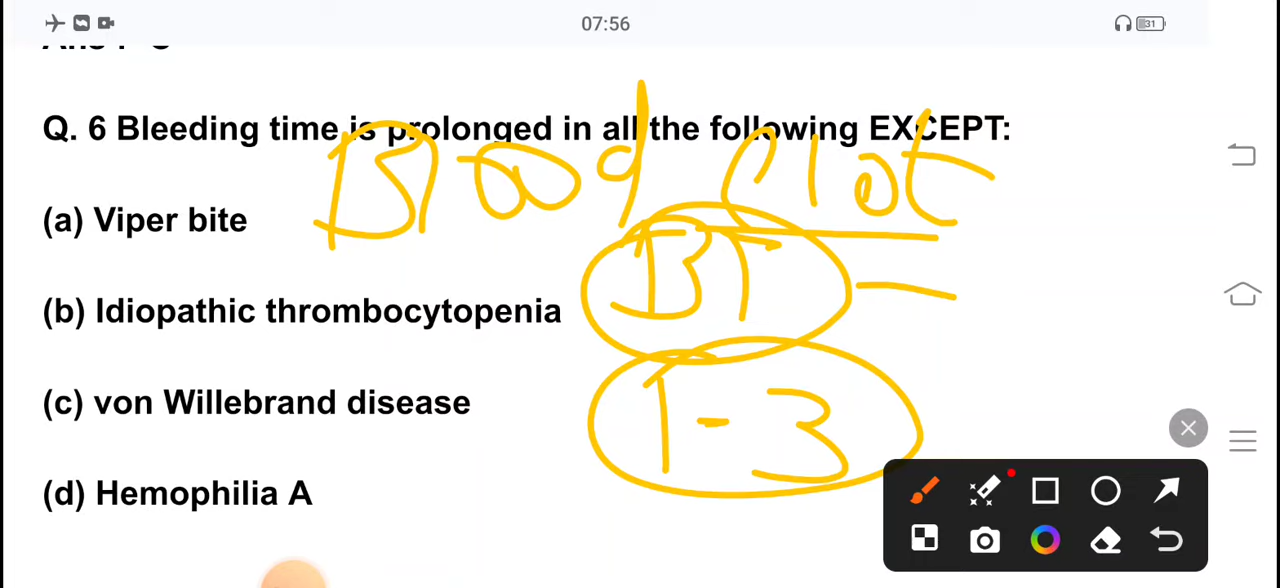 07:56
31
Q. 6 Bleeding time is prolonged in all the following EXCEPT:
Blood Clot
(a) Viper bite
BT -
(b) Idiopathic thrombocytopenia
1-3
(c) von Willebrand disease
(d) Hemophilia A